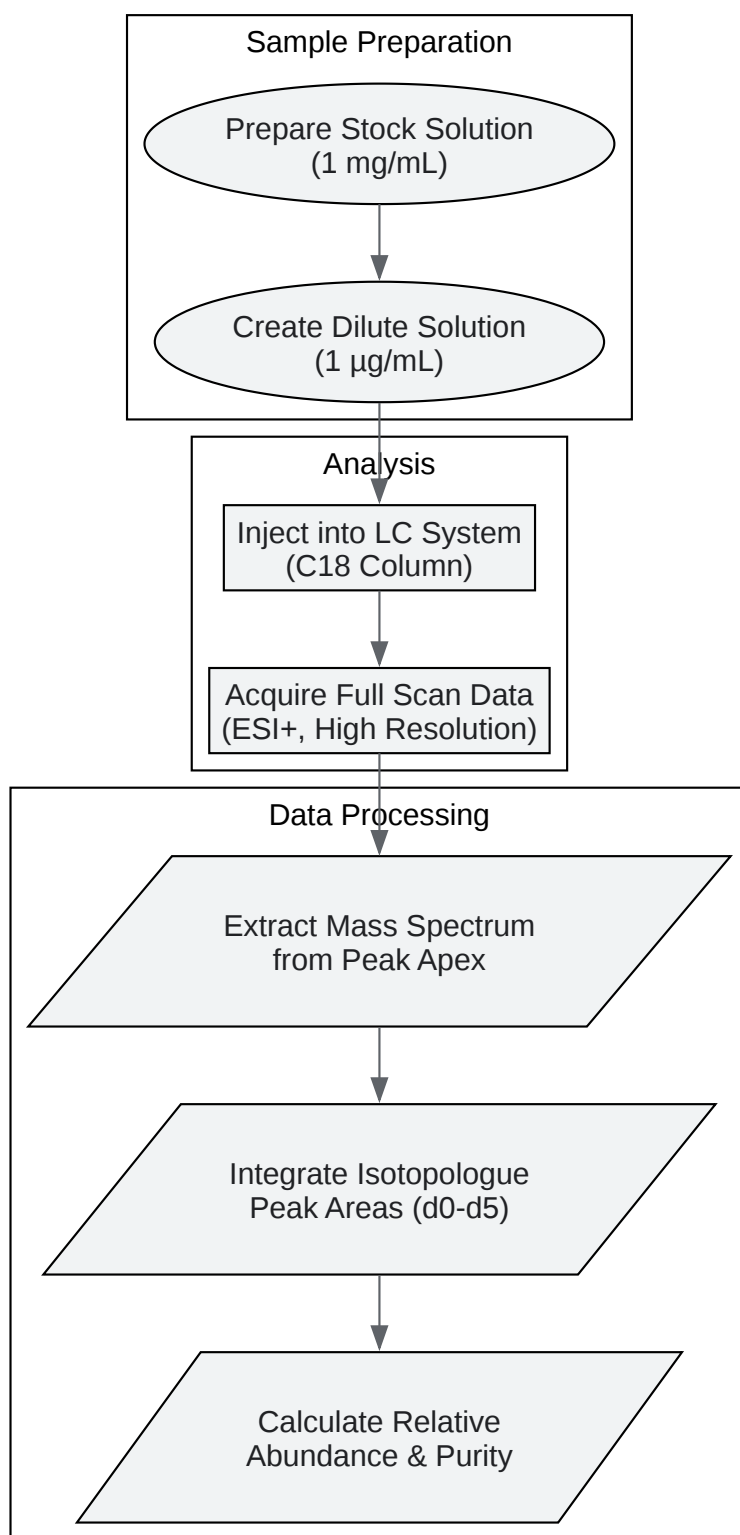 Sample Preparation
Prepare Stock Solution
(1 mg/mL)
Create Dilute Solution
(1 µg/mL)
Analysis
Inject into LC System
(C18 Column)
Acquire Full Scan Data
(ESI+, High Resolution)
Data Processing
Extract Mass Spectrum
from Peak Apex
Integrate Isotopologue
Peak Areas (d0-d5)
Calculate Relative
Abundance & Purity